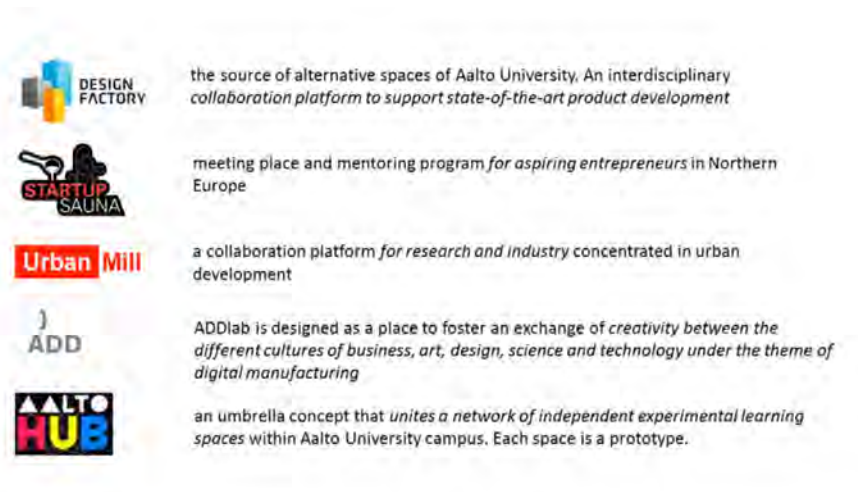 DESIGN
FACTORY
the source of alternative spaces of Aalto University. An interdisciplinary
collaboration platform to support state-of-the-art product development
STARTUP
SAUNA
meeting place and mentoring program for aspiring entrepreneurs in Northern
Europe
Urban Mill
a collaboration platform for research and industry concentrated in urban
development
)
ADD
ADDlab is designed as a place to foster an exchange of creativity between the
different cultures of business, art, design, science and technology under the theme of
digital manufacturing
AALTO
HUB
an umbrella concept that unites a network of independent experimental learning
spaces within Aalto University campus. Each space is a prototype.